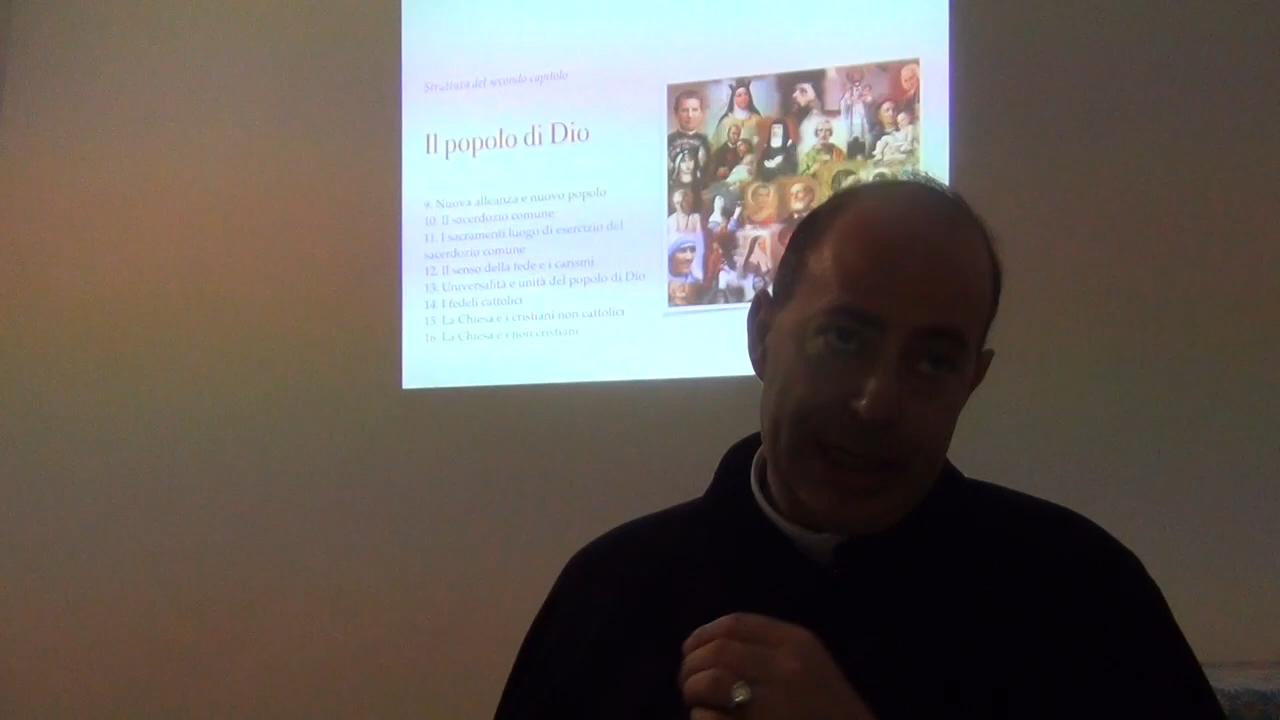 Struttura del secondo capitolo
Il popolo di Dio
9. Nuova alleanza e nuovo popolo
10. Il sacerdozio comune
11. I sacramenti luogo di esercizio del
sacerdozio comune
12. Il senso della fede e i carismi
13. Universalità e unità del popolo di Dio
14. I fedeli cattolici
15. La Chiesa e i cristiani non cattolici
16. La Chiesa e i non cristiani